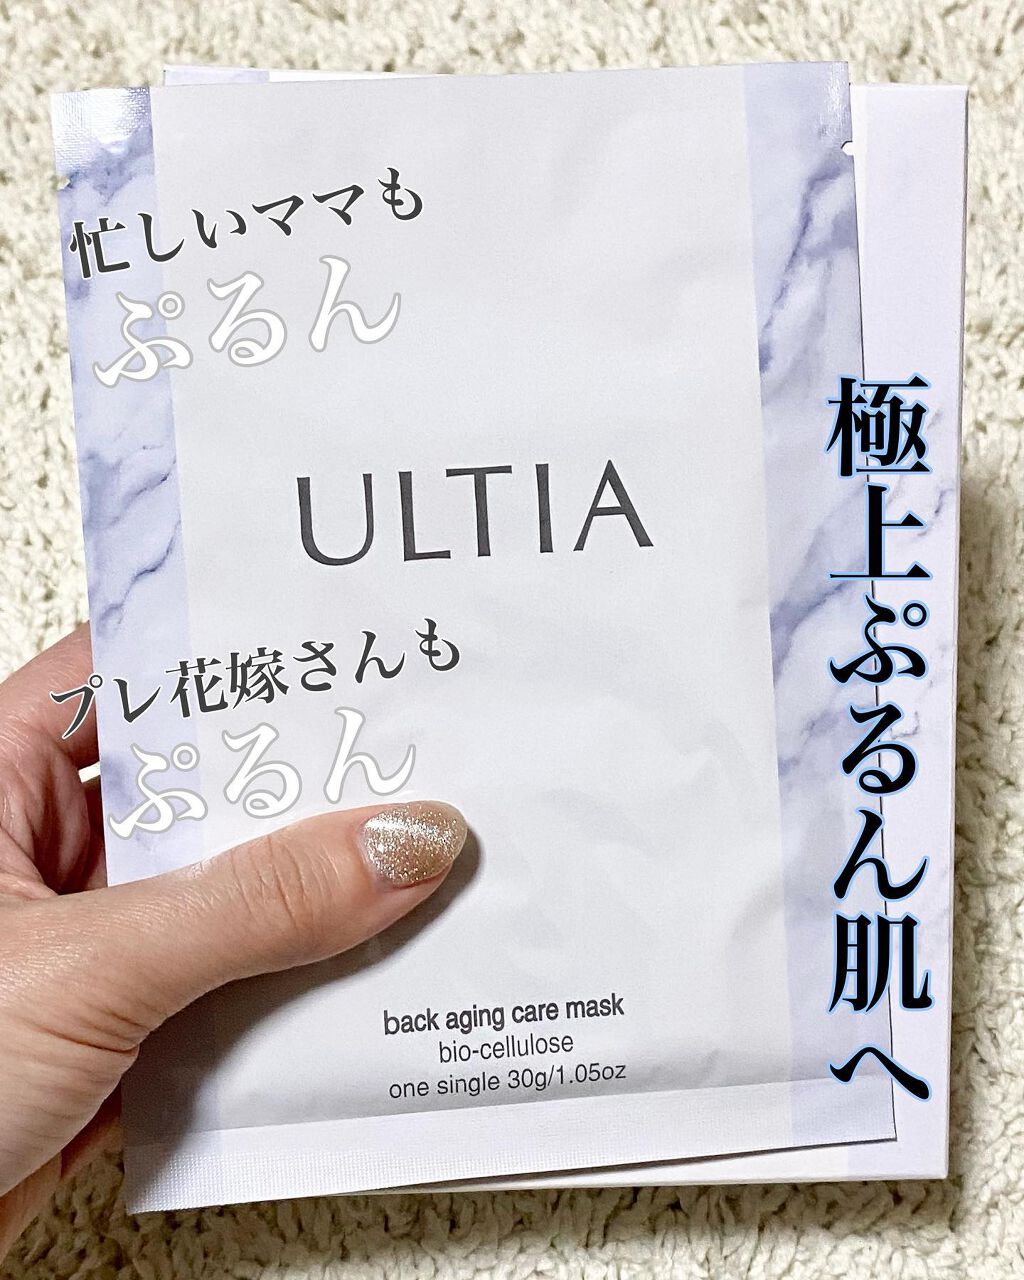 忙しいママも
ぷるん
ULTIA
プレ花嫁さんも
ぷるん
極上ぷるん肌へ
back aging care mask
bio-cellulose
one single 30g/1.05oz